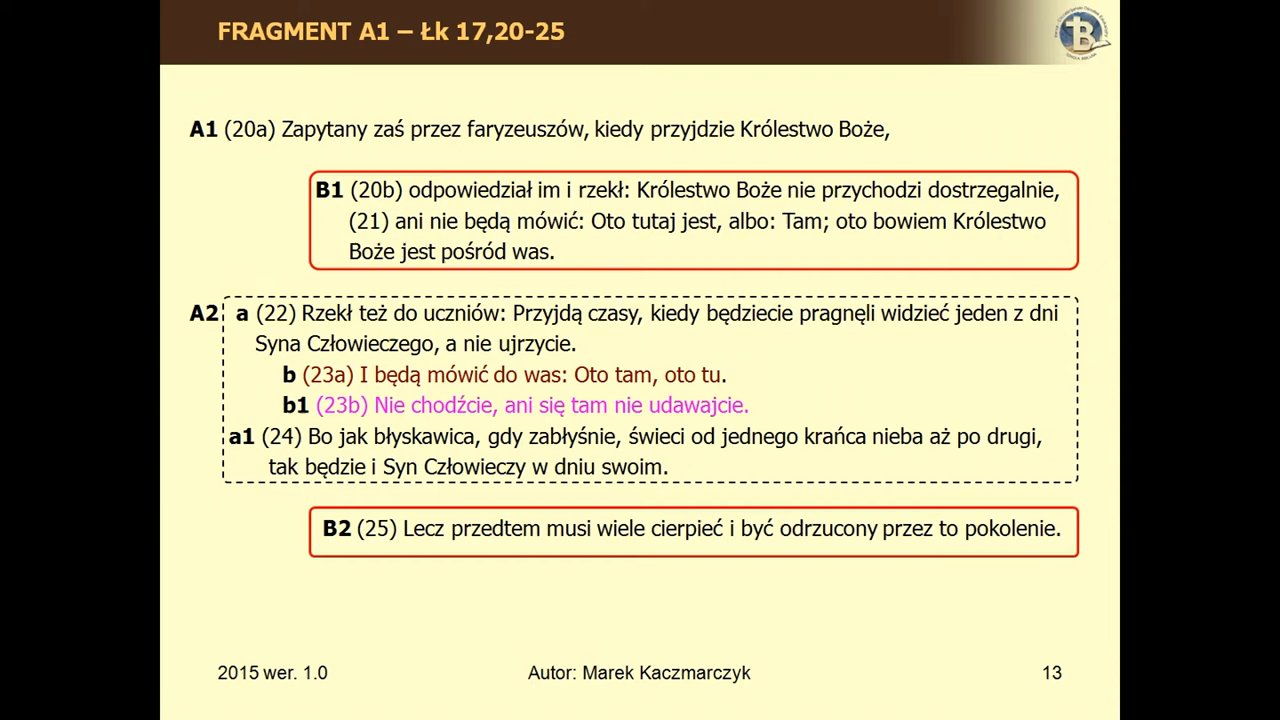 FRAGMENT A1 – Łk 17,20-25
A1 (20a) Zapytany zaś przez faryzeuszów, kiedy przyjdzie Królestwo Boże,
B1 (20b) odpowiedział im i rzekł: Królestwo Boże nie przychodzi dostrzegalnie,
(21) ani nie będą mówić: Oto tutaj jest, albo: Tam; oto bowiem Królestwo
Boże jest pośród was.
A2 a (22) Rzekł też do uczniów: Przyjdą czasy, kiedy będziecie pragnęli widzieć jeden z dni
Syna Człowieczego, a nie ujrzycie.
b (23a) I będą mówić do was: Oto tam, oto tu.
b1 (23b) Nie chodźcie, ani się tam nie udawajcie.
a1 (24) Bo jak błyskawica, gdy zabłyśnie, świeci od jednego krańca nieba aż po drugi,
tak będzie i Syn Człowieczy w dniu swoim.
B2 (25) Lecz przedtem musi wiele cierpieć i być odrzucony przez to pokolenie.
2015 wer. 1.0
Autor: Marek Kaczmarczyk
13